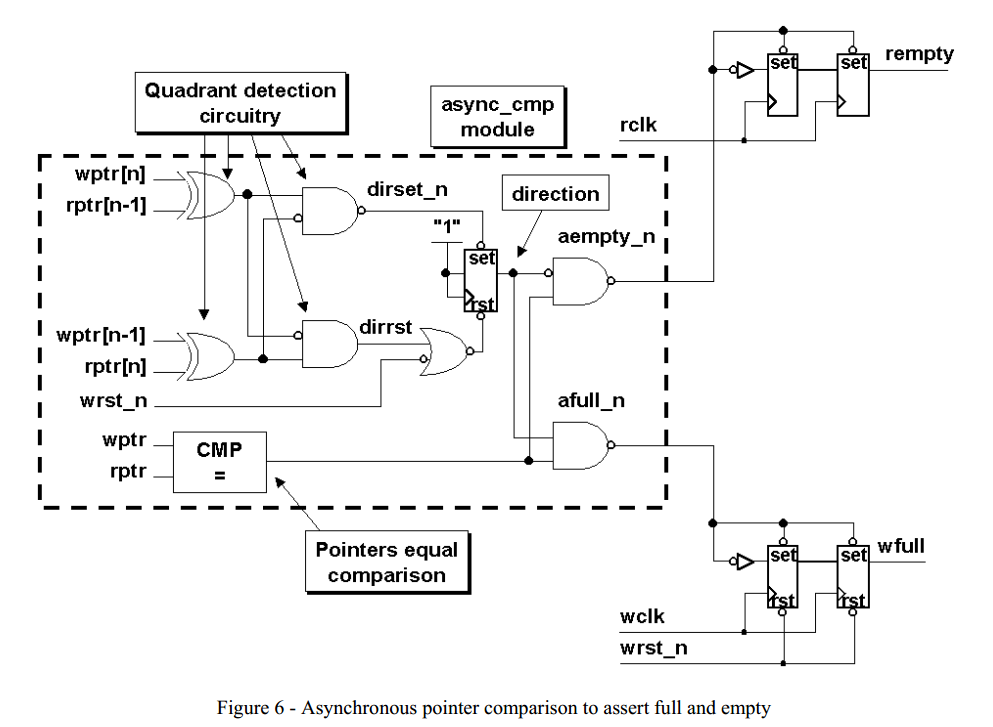 rempty
set
set
Quadrant detection
circuitry
async_cmp
module
rclk
wptr[n]
rptr[n-1]
dirset_n
direction
"1"
aempty_n
set
rst
wptr[n-1]
rptr[n]
dirrst
wrst_n
afull_n
wptr
rptr
CMP
=
Pointers equal
comparison
set
set
wfull
rst
rst
wclk
wrst_n
Figure 6 - Asynchronous pointer comparison to assert full and empty